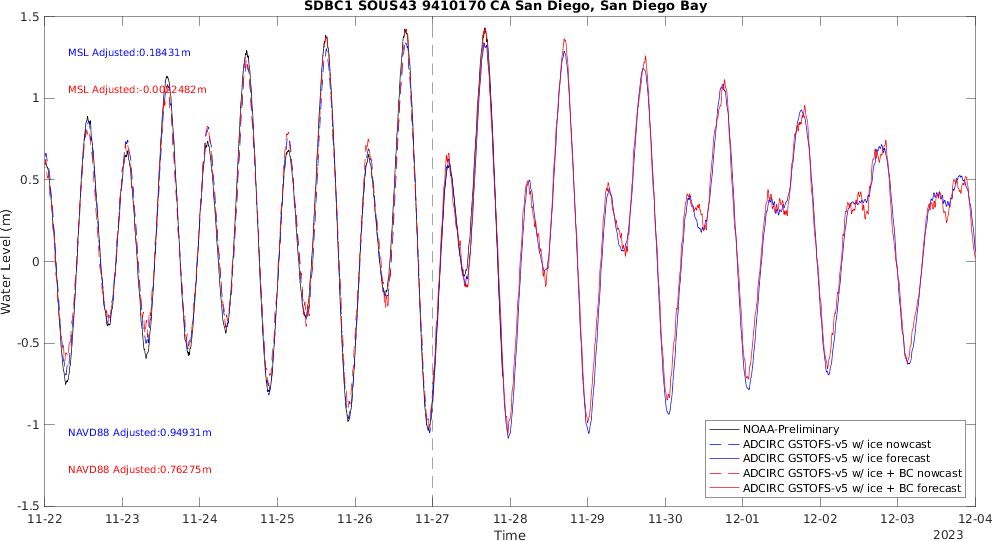 SDBC1 SOUS43 9410170 CA San Diego, San Diego Bay
1.5
MSL Adjusted:0.18431m
1
MSL Adjusted:-0.0022482m
0.5
Water Level (m)
0
-0.5
-1
NAVD88 Adjusted:0.94931m
NAVD88 Adjusted:0.76275m
-1.5
NOAA-Preliminary
ADCIRC GSTOFS-v5 w/ ice nowcast
ADCIRC GSTOFS-v5 w/ ice forecast
ADCIRC GSTOFS-v5 w/ ice + BC nowcast
ADCIRC GSTOFS-v5 w/ ice + BC forecast
11-22 11-23 11-24 11-25 11-26 11-27 11-28 11-29 11-30 12-01 12-02 12-03 12-04
Time
2023